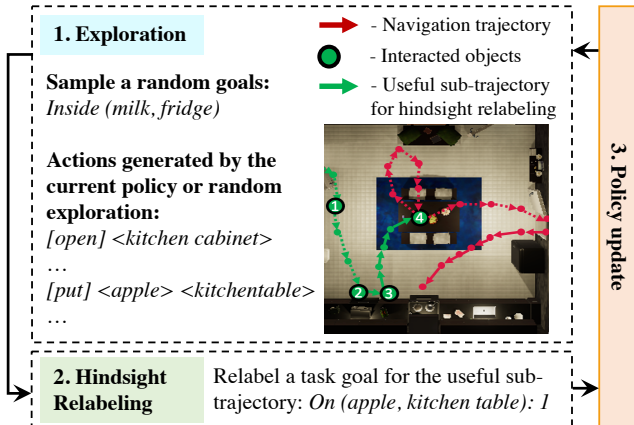 1. Exploration
Sample a random goals:
Inside (milk, fridge)
Actions generated by the
current policy or random
exploration:
[open] <kitchen cabinet>
…
[put] <apple> <kitchentable>
…
- Navigation trajectory
- Interacted objects
- Useful sub-trajectory
for hindsight relabeling
1
2
3
4
2. Hindsight
Relabeling
Relabel a task goal for the useful sub-
trajectory: On (apple, kitchen table): 1
3. Policy update